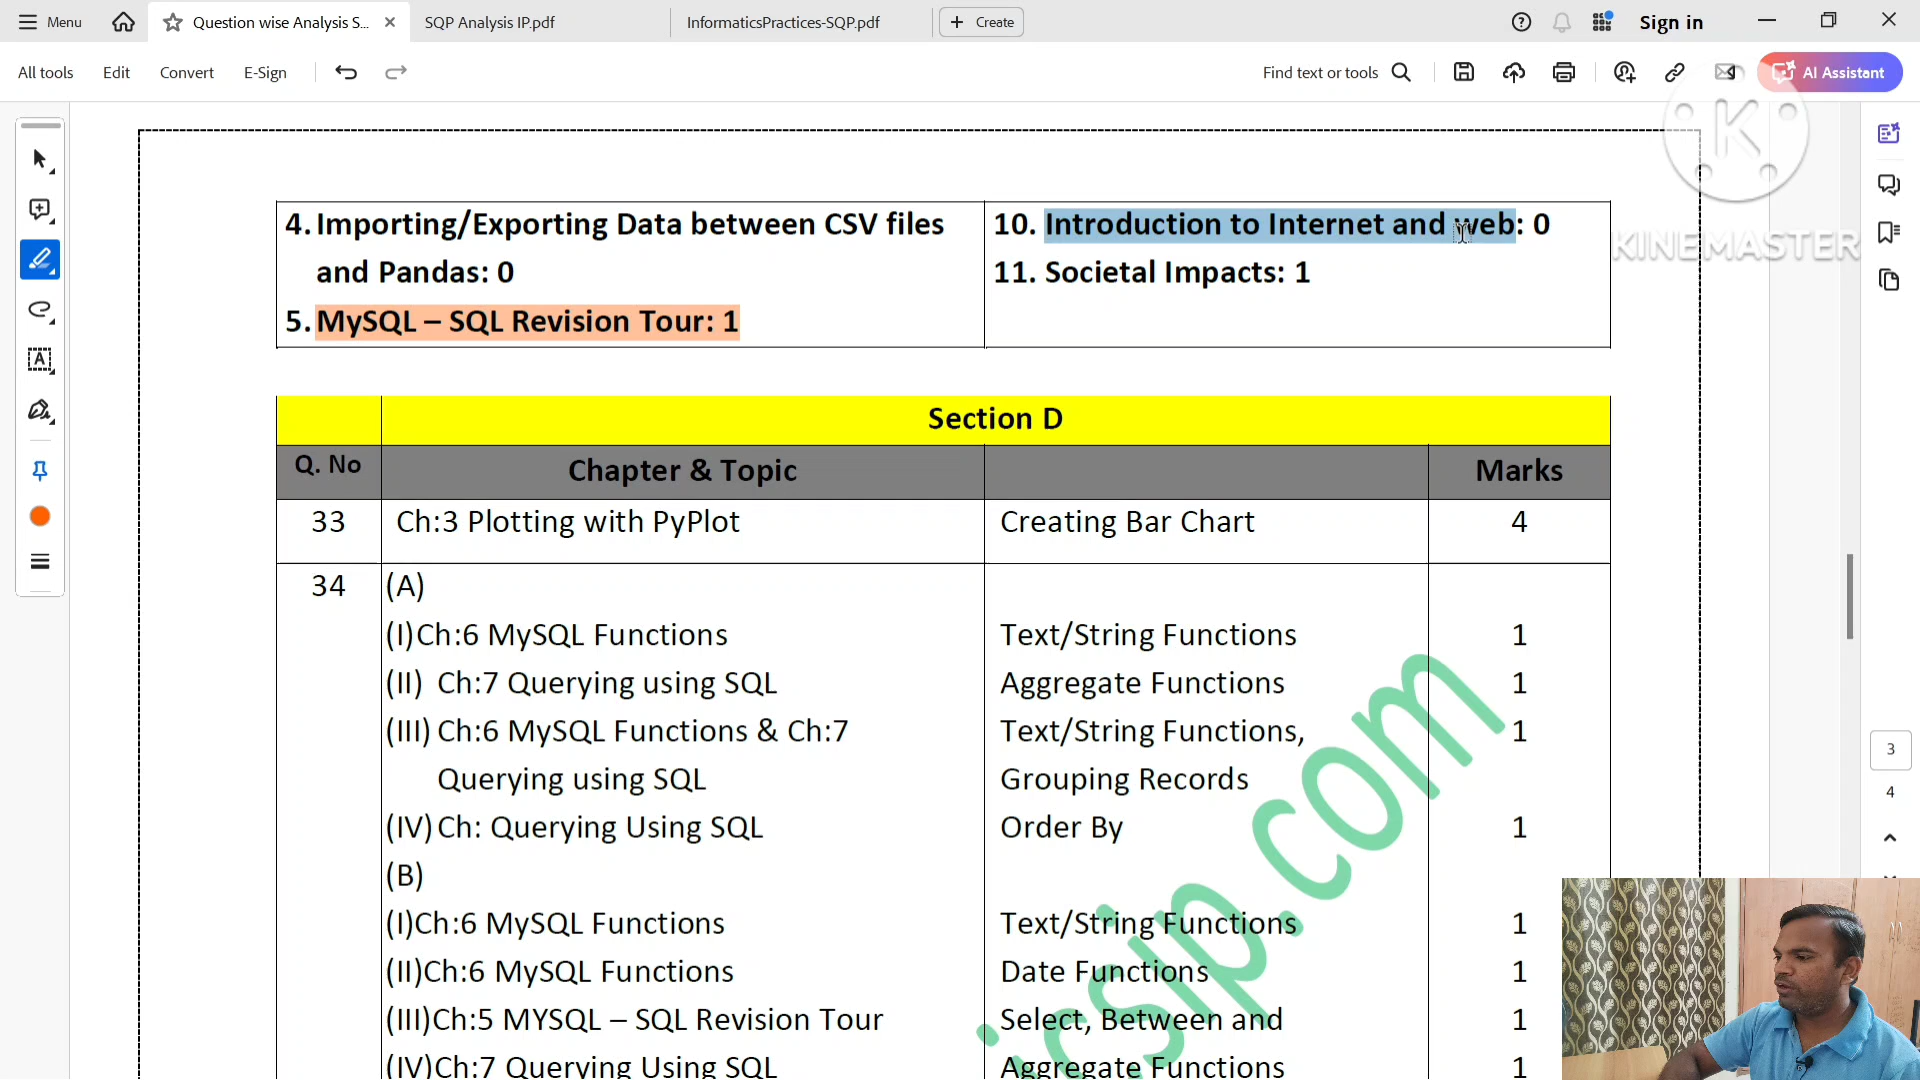 Menu
Question wise Analysis S...
SQP Analysis IP.pdf
InformaticsPractices-SQP.pdf
+ Create
Sign in
All tools
Edit
Convert
E-Sign
Find text or tools
AI Assistant
K
KINEMASTER
4. Importing/Exporting Data between CSV files
and Pandas: 0
5. MySQL – SQL Revision Tour: 1
10. Introduction to Internet and web: 0
11. Societal Impacts: 1
Section D
Q. No
Chapter & Topic
Marks
33
Ch:3 Plotting with PyPlot
Creating Bar Chart
4
34
(A)
(I)Ch:6 MySQL Functions
Text/String Functions
1
(II) Ch:7 Querying using SQL
Aggregate Functions
1
(III) Ch:6 MySQL Functions & Ch:7
Text/String Functions,
1
Querying using SQL
Grouping Records
(IV) Ch: Querying Using SQL
Order By
1
(B)
(I)Ch:6 MySQL Functions
Text/String Functions
1
(II)Ch:6 MySQL Functions
Date Functions
1
(III)Ch:5 MYSQL – SQL Revision Tour
Select, Between and
1
(IV)Ch:7 Querying Using SQL
Aggregate Functions
1
csip.com
3
4